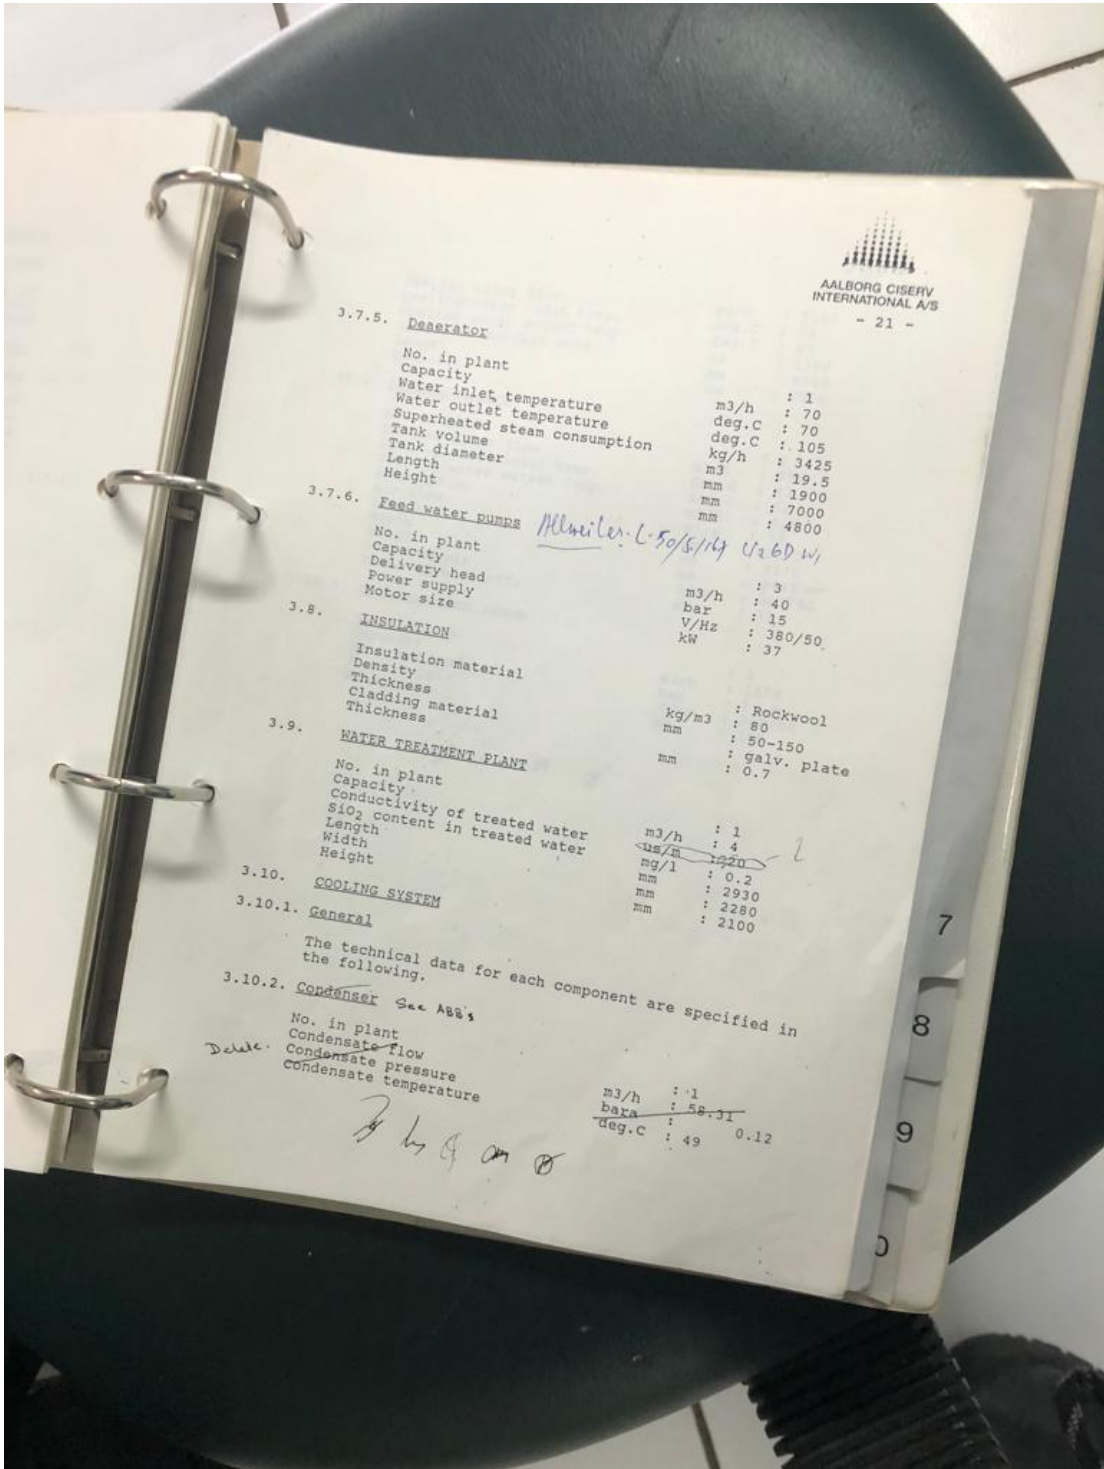 AALBORG CISERV
INTERNATIONAL A/S
- 21 -
3.7.5. Deaerator
No. in plant : 1
Capacity m3/h : 70
Water inlet temperature deg.C : 70
Water outlet temperature deg.C : 105
Superheated steam consumption kg/h : 3425
Tank volume m3 : 19.5
Tank diameter mm : 1900
Length mm : 7000
Height mm : 4800
3.7.6. Feed water pumps Allweiler
No. in plant : 3
Capacity m3/h : 40
Delivery head bar : 15
Power supply V/Hz : 380/50
Motor size kW : 37
3.8. INSULATION
Insulation material : Rockwool
Density kg/m3 : 80
Thickness mm : 50-150
Cladding material : galv. plate
Thickness mm : 0.7
3.9. WATER TREATMENT PLANT
No. in plant : 1
Capacity m3/h : 4
Conductivity of treated water us/m : 20
SiO2 content in treated water mg/l : 0.2
Length mm : 2930
Width mm : 2280
Height mm : 2100
3.10. COOLING SYSTEM
3.10.1. General
The technical data for each component are specified in
the following.
3.10.2. Condenser See ABB's
No. in plant : 1
Condensate flow m3/h : 58.31
Delete. Condensate pressure bara : 0.12
Condensate temperature deg.C : 49
7
8
9
0